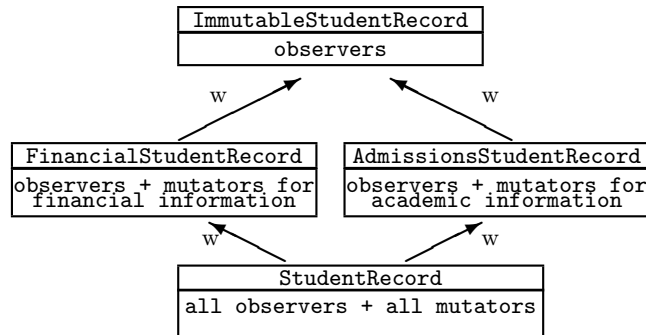 ImmutableStudentRecord
observers
w
w
FinancialStudentRecord
observers + mutators for
financial information
AdmissionsStudentRecord
observers + mutators for
academic information
w
w
StudentRecord
all observers + all mutators